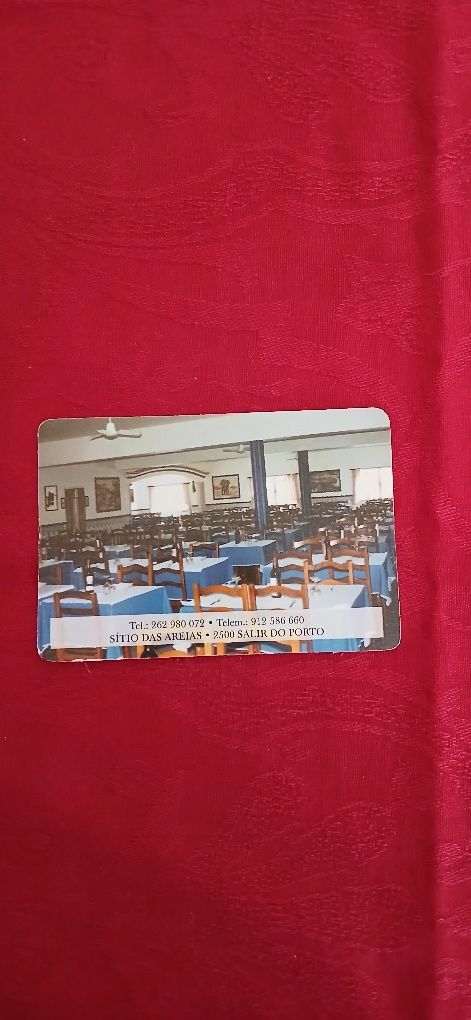 Tel.: 262 980 072 • Telem.: 912 586 660
SÍTIO DAS AREIAS • 2500 SALIR DO PORTO